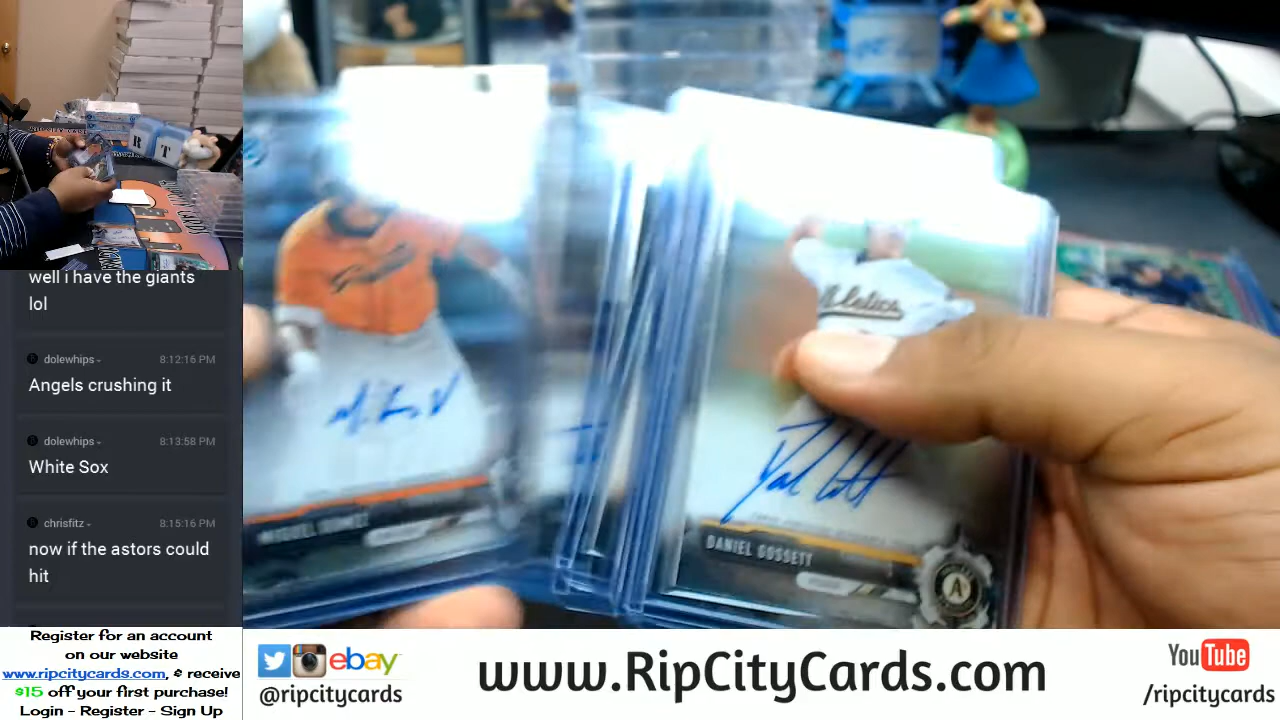 well i have the giants
lol
dolewhips
8:12:16 PM
Angels crushing it
dolewhips
8:13:58 PM
White Sox
chrisfitz
8:15:16 PM
now if the astors could
hit
Register for an account
on our website
www.ripcitycards.com, & receive
$15 off your first purchase!
Login - Register - Sign Up
R T
Giants
MIGUEL GOMEZ
Athletics
DANIEL GOSSETT
A
ebay
@ripcitycards
www.RipCityCards.com
YouTube
/ripcitycards